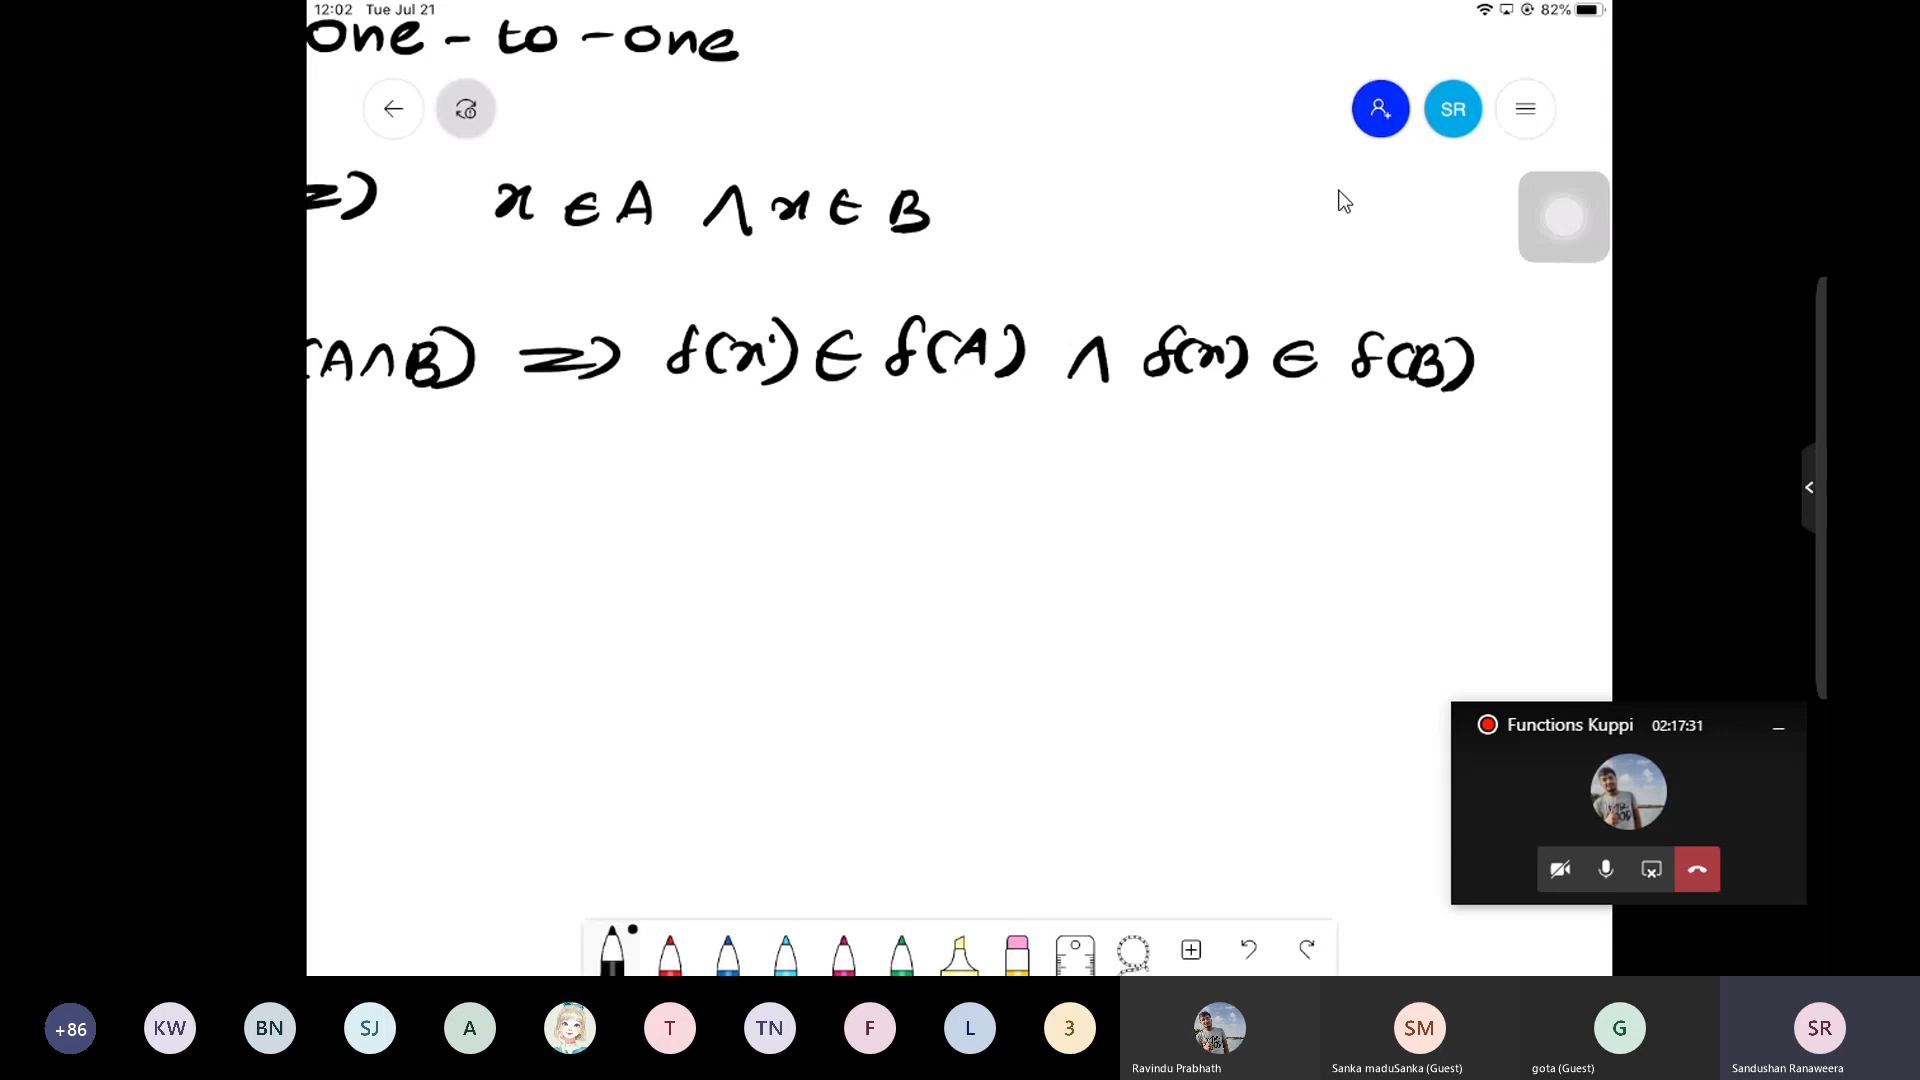 12:02 Tue Jul 21 82%
one - to - one
SR
=> x ∈ A ∧ x ∈ B
(A∩B) => f(x) ∈ f(A) ∧ f(x) ∈ f(B)
Functions Kuppi 02:17:31
+86 KW BN SJ A T TN F L 3 SM G SR
Ravindu Prabhath Sanka maduSanka (Guest) gota (Guest) Sandushan Ranaweera